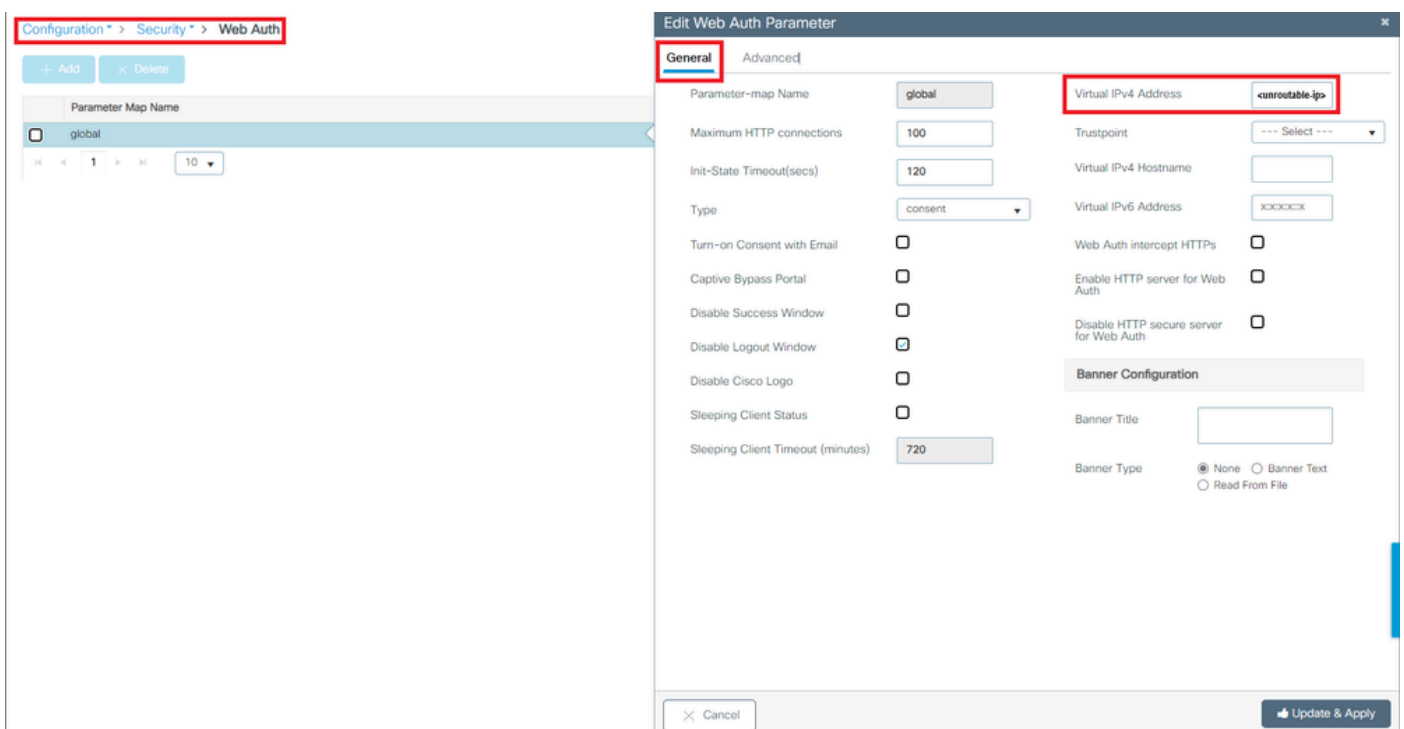 Configuration > Security > Web Auth
+ Add
× Delete
Parameter Map Name
global
1
10
Edit Web Auth Parameter
General
Advanced
Parameter-map Name
global
Maximum HTTP connections
100
Init-State Timeout(secs)
120
Type
consent
Turn-on Consent with Email
Captive Bypass Portal
Disable Success Window
Disable Logout Window
Disable Cisco Logo
Sleeping Client Status
Sleeping Client Timeout (minutes)
720
Virtual IPv4 Address
<unroutable-ip>
Trustpoint
--- Select ---
Virtual IPv4 Hostname
Virtual IPv6 Address
X:X:X:X::X
Web Auth intercept HTTPs
Enable HTTP server for Web
Auth
Disable HTTP secure server
for Web Auth
Banner Configuration
Banner Title
Banner Type
None
Banner Text
Read From File
Cancel
Update & Apply